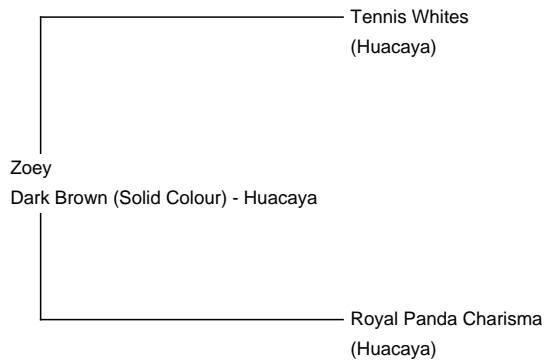 Tennis Whites
(Huacaya)
Zoey
Dark Brown (Solid Colour) - Huacaya
Royal Panda Charisma
(Huacaya)